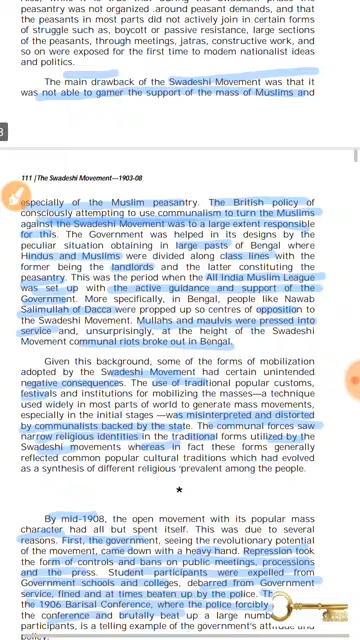 peasantry was not organized .around peasant demands, and that
the peasants in most parts did not actively join in certain forms
of struggle such as, boycott or passive resistance, large sections
of the peasants, through meetings, jatras, constructive work, and
so on were exposed for the first time to modem nationalist ideas
and politics.
The main drawback of the Swadeshi Movement was that it
was not able to gamer the support of the mass of Muslims and
3
111 | The Swadeshi Movement—1903-08
especially of the Muslim peasantry. The British policy of
consciously attempting to use communalism to turn the Muslims
against the Swadeshi Movement was to a large extent responsible
for this. The Government was helped in its designs by the
peculiar situation obtaining in large pasts of Bengal where
Hindus and Muslims were divided along class lines with the
former being the landlords and the latter constituting the
peasantry. This was the period when the All India Muslim League
was set up with the active guidance and support of the
Government. More specifically, in Bengal, people like Nawab
Salimullah of Dacca were propped up so centres of opposition to
the Swadeshi Movement. Mullahs and maulvis were pressed into
service and, unsurprisingly, at the height of the Swadeshi
Movement communal riots broke out in Bengal.
Given this background, some of the forms of mobilization
adopted by the Swadeshi Movement had certain unintended
negative consequences. The use of traditional popular customs,
festivals and institutions for mobilizing the masses—a technique
used widely in most parts of world to generate mass movements,
especially in the initial stages —was misinterpreted and distorted
by communalists backed by the state. The communal forces saw
narrow religious identities in the traditional forms utilized by the
Swadeshi movements whereas in fact these forms generally
reflected common popular cultural traditions which had evolved
as a synthesis of different religious 'prevalent among the people.
*
By mid-1908, the open movement with its popular mass
character had all but spent itself. This was due to several
reasons. First, the government, seeing the revolutionary potential
of the movement, came down with a heavy hand. Repression took
the form of controls and bans on public meetings, processions
and the press. Student participants were expelled from
Government schools and colleges, debarred from Government
service, fined and at times beaten up by the police. Th
the 1906 Barisal Conference, where the police forcibly
the conference and brutally beat up a large numb
participants, is a telling example of the government's attitude and
policy.